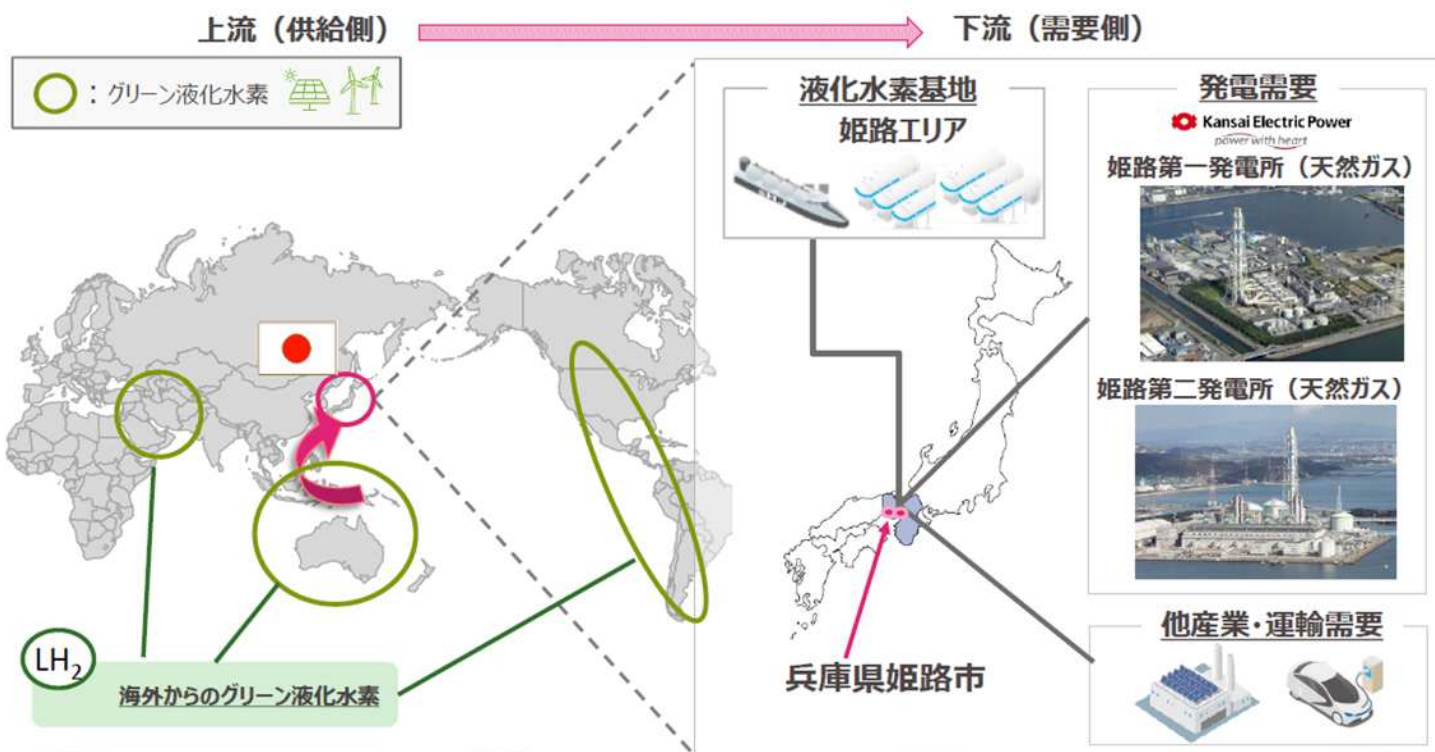 上流（供給側）
下流（需要側）
：グリーン液化水素
液化水素基地
姫路エリア
発電需要
Kansai Electric Power
power with heart
姫路第一発電所（天然ガス）
姫路第二発電所（天然ガス）
LH₂
海外からのグリーン液化水素
兵庫県姫路市
他産業・運輸需要